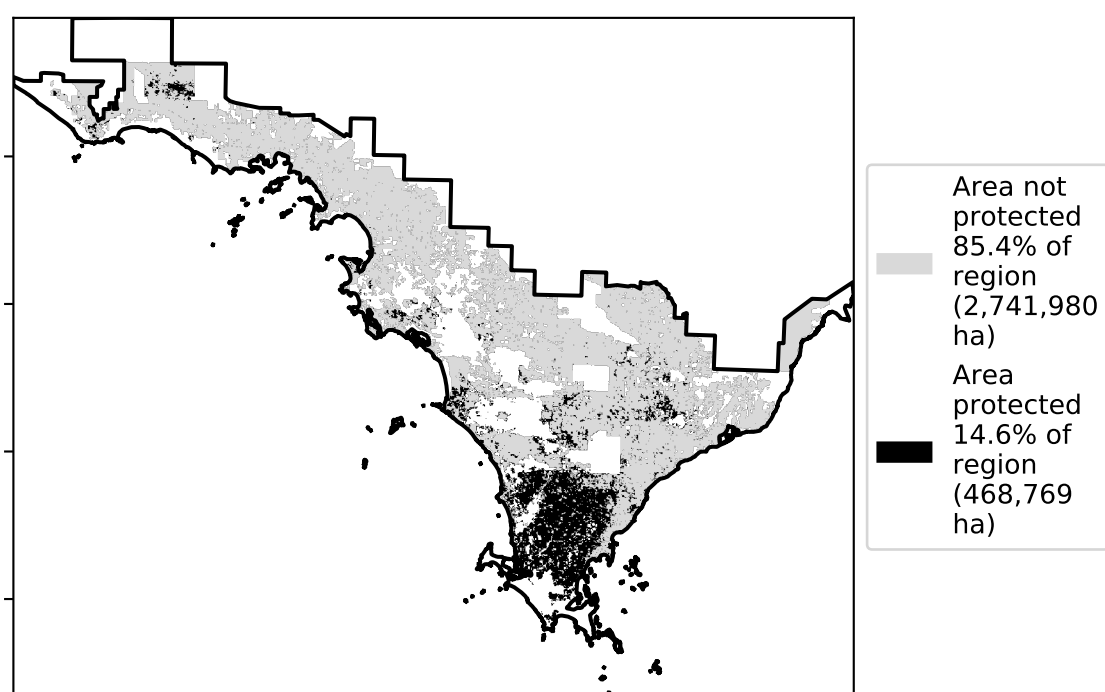 Area not
protected
85.4% of
region
(2,741,980
ha)
Area
protected
14.6% of
region
(468,769
ha)